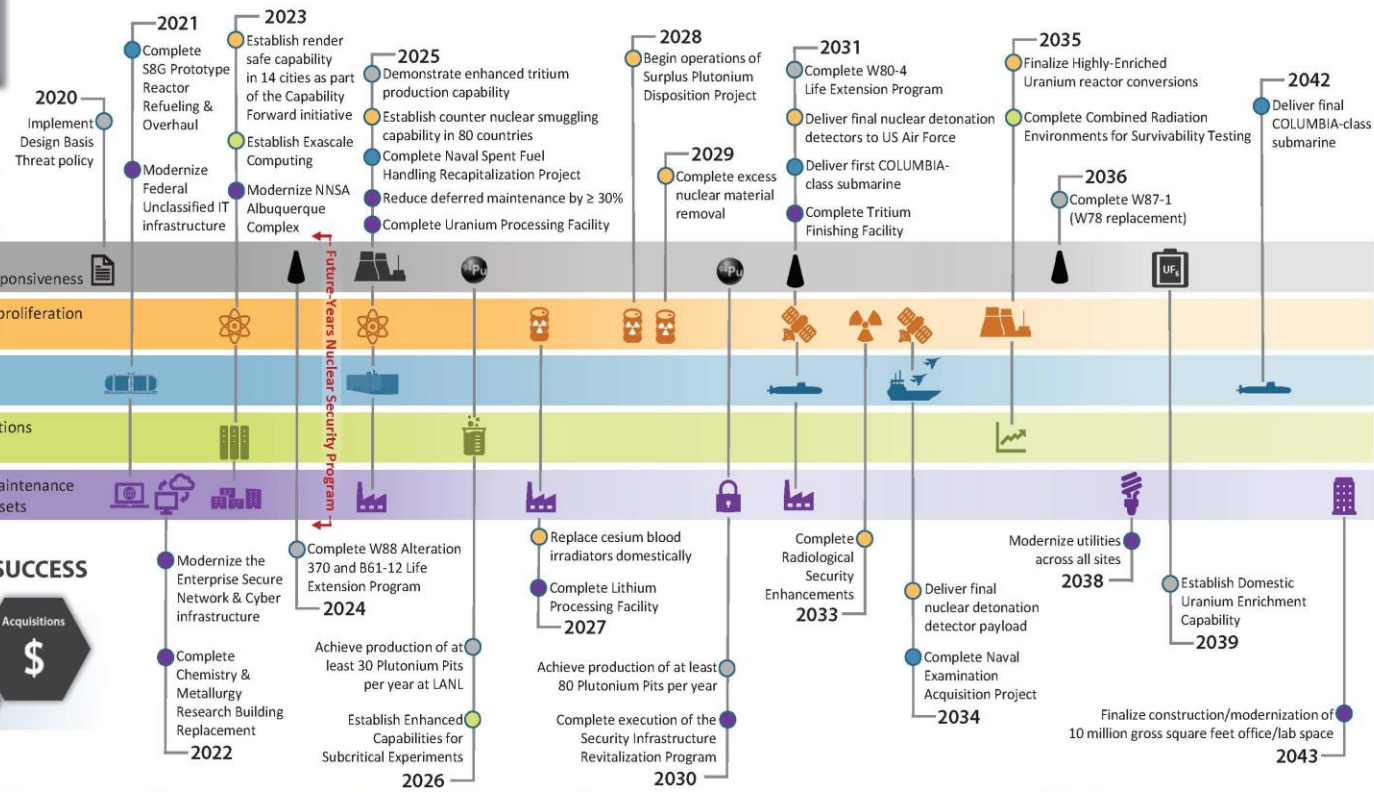 2020
Implement
Design Basis
Threat policy
2021
Complete
S8G Prototype
Reactor
Refueling &
Overhaul
Modernize
Federal
Unclassified IT
infrastructure
2023
Establish render
safe capability
in 14 cities as part
of the Capability
Forward initiative
Establish Exascale
Computing
Modernize NNSA
Albuquerque
Complex
2025
Demonstrate enhanced tritium
production capability
Establish counter nuclear smuggling
capability in 80 countries
Complete Naval Spent Fuel
Handling Recapitalization Project
Reduce deferred maintenance by ≥ 30%
Complete Uranium Processing Facility
2028
Begin operations of
Surplus Plutonium
Disposition Project
2029
Complete excess
nuclear material
removal
2031
Complete W80-4
Life Extension Program
Deliver final nuclear detonation
detectors to US Air Force
Deliver first COLUMBIA-
class submarine
Complete Tritium
Finishing Facility
2035
Finalize Highly-Enriched
Uranium reactor conversions
Complete Combined Radiation
Environments for Survivability Testing
2036
Complete W87-1
(W78 replacement)
2042
Deliver final
COLUMBIA-class
submarine
ponsiveness
94Pu
94Pu
UF6
proliferation
tions
aintenance
sets
Future-Years Nuclear Security Program
SUCCESS
Acquisitions
$
Modernize the
Enterprise Secure
Network & Cyber
infrastructure
Complete
Chemistry &
Metallurgy
Research Building
Replacement
2022
Complete W88 Alteration
370 and B61-12 Life
Extension Program
2024
Achieve production of at
least 30 Plutonium Pits
per year at LANL
Establish Enhanced
Capabilities for
Subcritical Experiments
2026
Replace cesium blood
irradiators domestically
Complete Lithium
Processing Facility
2027
Achieve production of at least
80 Plutonium Pits per year
Complete execution of the
Security Infrastructure
Revitalization Program
2030
Complete
Radiological
Security
Enhancements
2033
Deliver final
nuclear detonation
detector payload
Complete Naval
Examination
Acquisition Project
2034
Modernize utilities
across all sites
2038
Establish Domestic
Uranium Enrichment
Capability
2039
Finalize construction/modernization of
10 million gross square feet office/lab space
2043